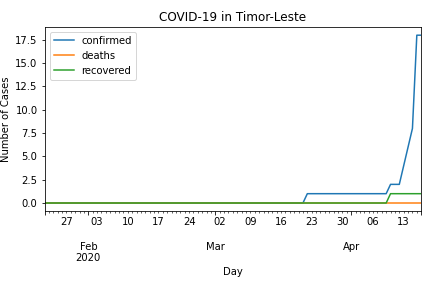 COVID-19 in Timor-Leste
confirmed
deaths
recovered
17.5
15.0
12.5
10.0
7.5
5.0
2.5
0.0
Number of Cases
27 03 10 17 24 02 09 16 23 30 06 13
Feb Mar Apr
2020
Day